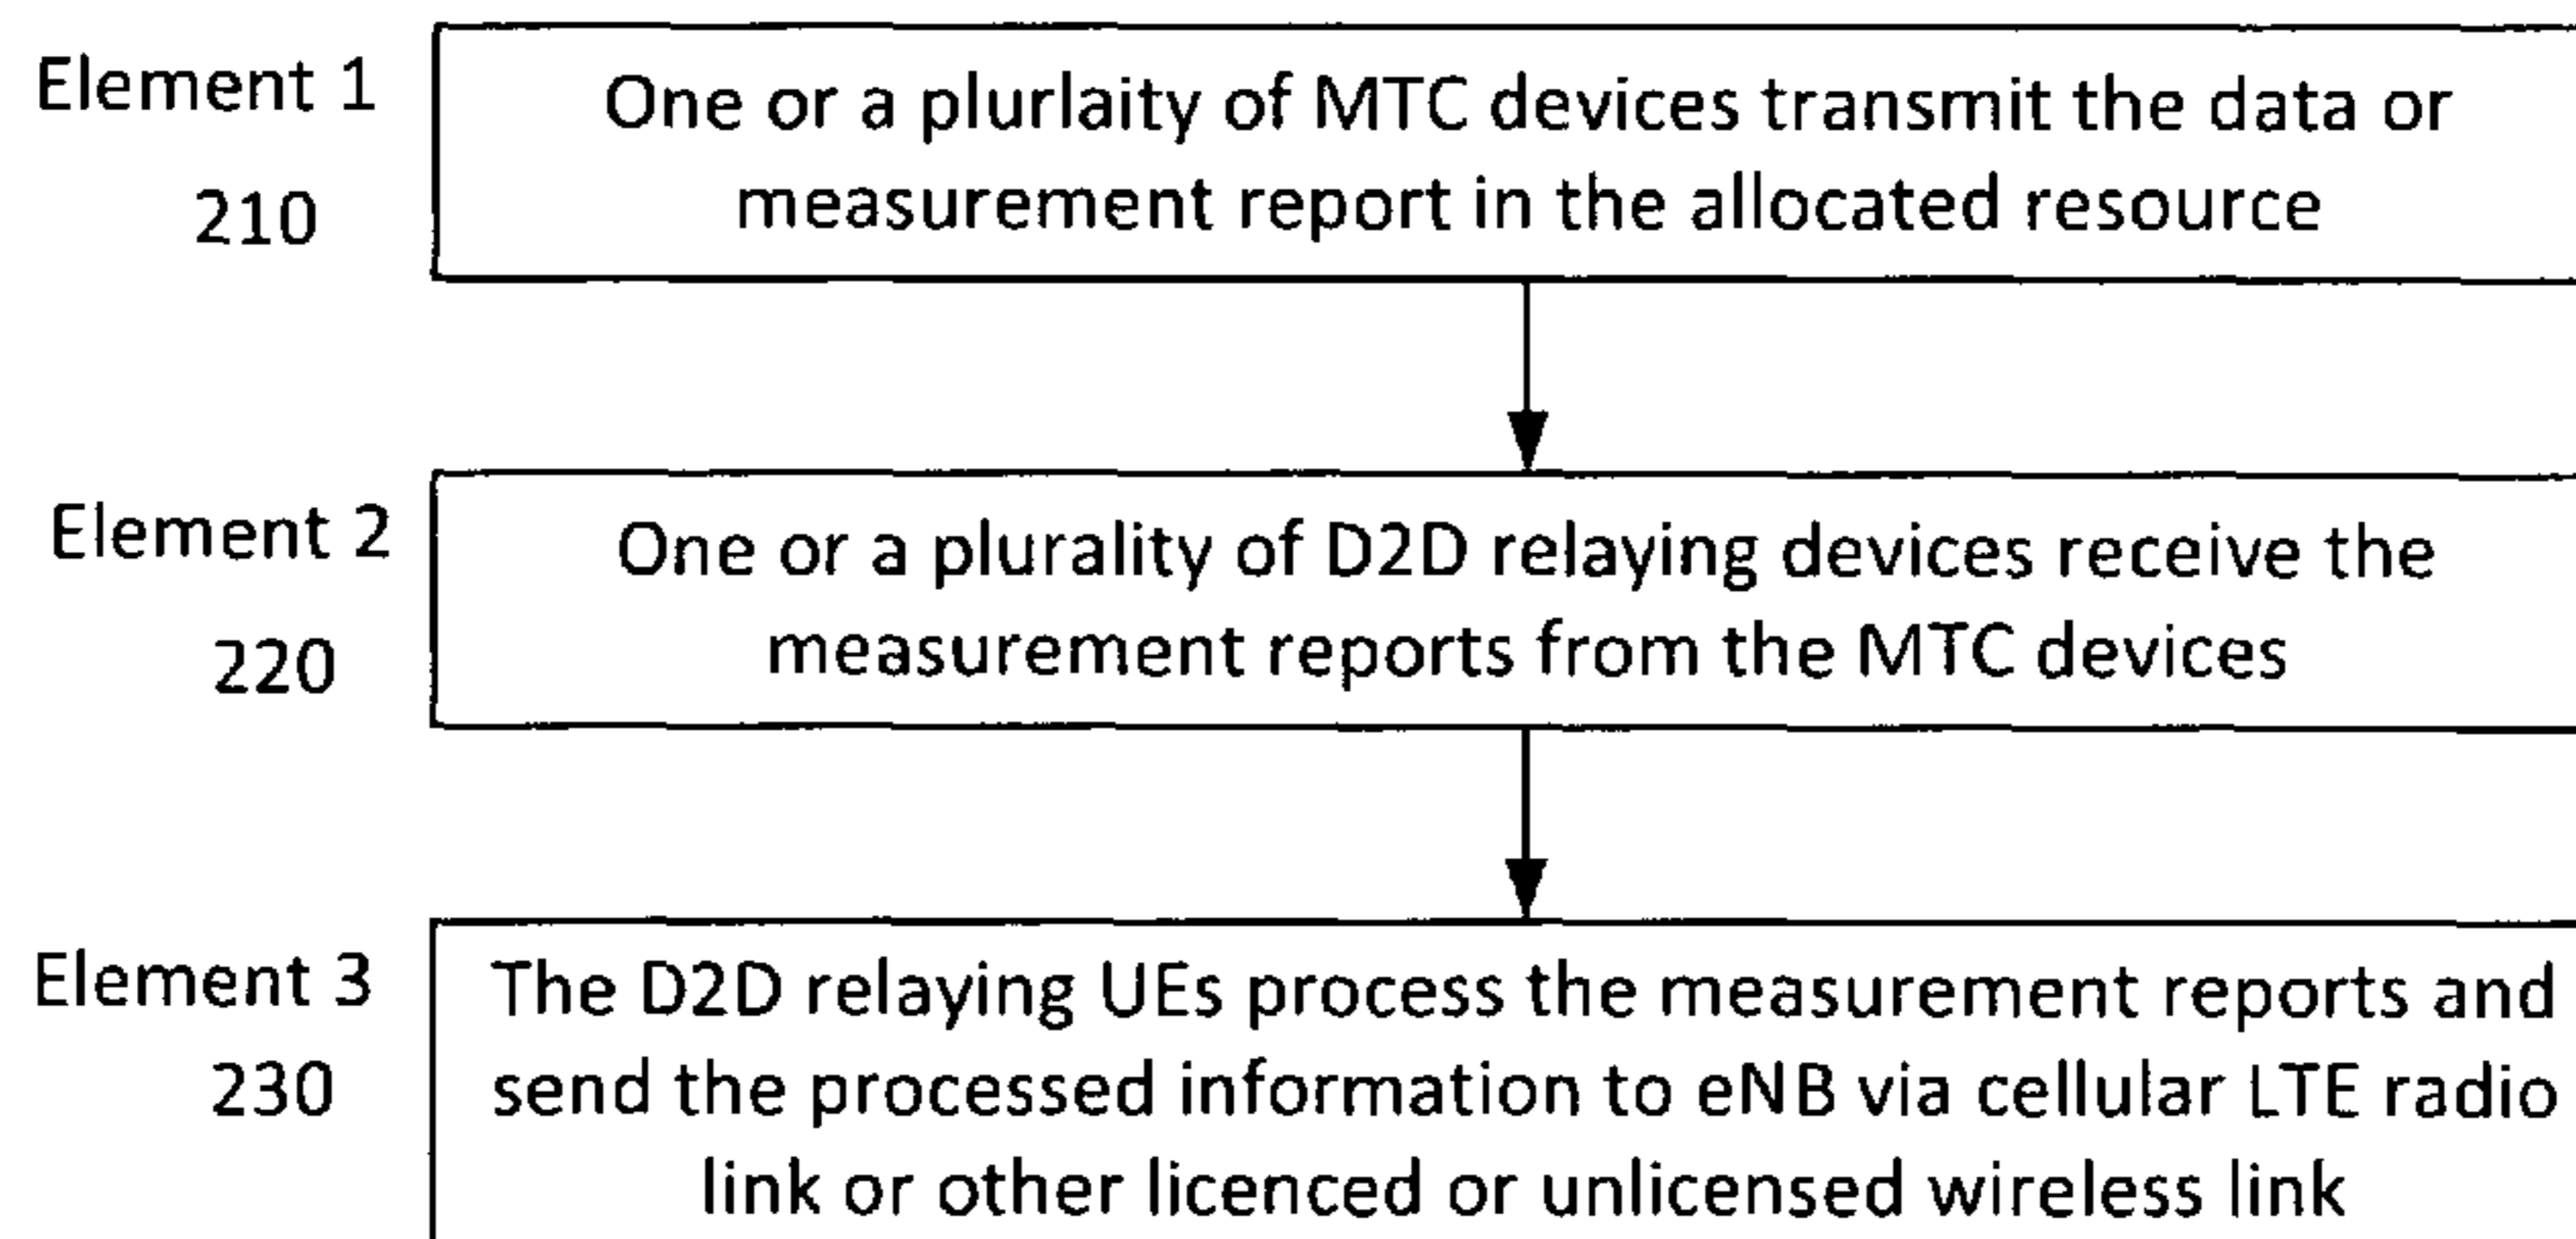 Element 1
210
One or a plurlaity of MTC devices transmit the data or
measurement report in the allocated resource
Element 2
220
One or a plurality of D2D relaying devices receive the
measurement reports from the MTC devices
Element 3
230
The D2D relaying UEs process the measurement reports and
send the processed information to eNB via cellular LTE radio
link or other licenced or unlicensed wireless link